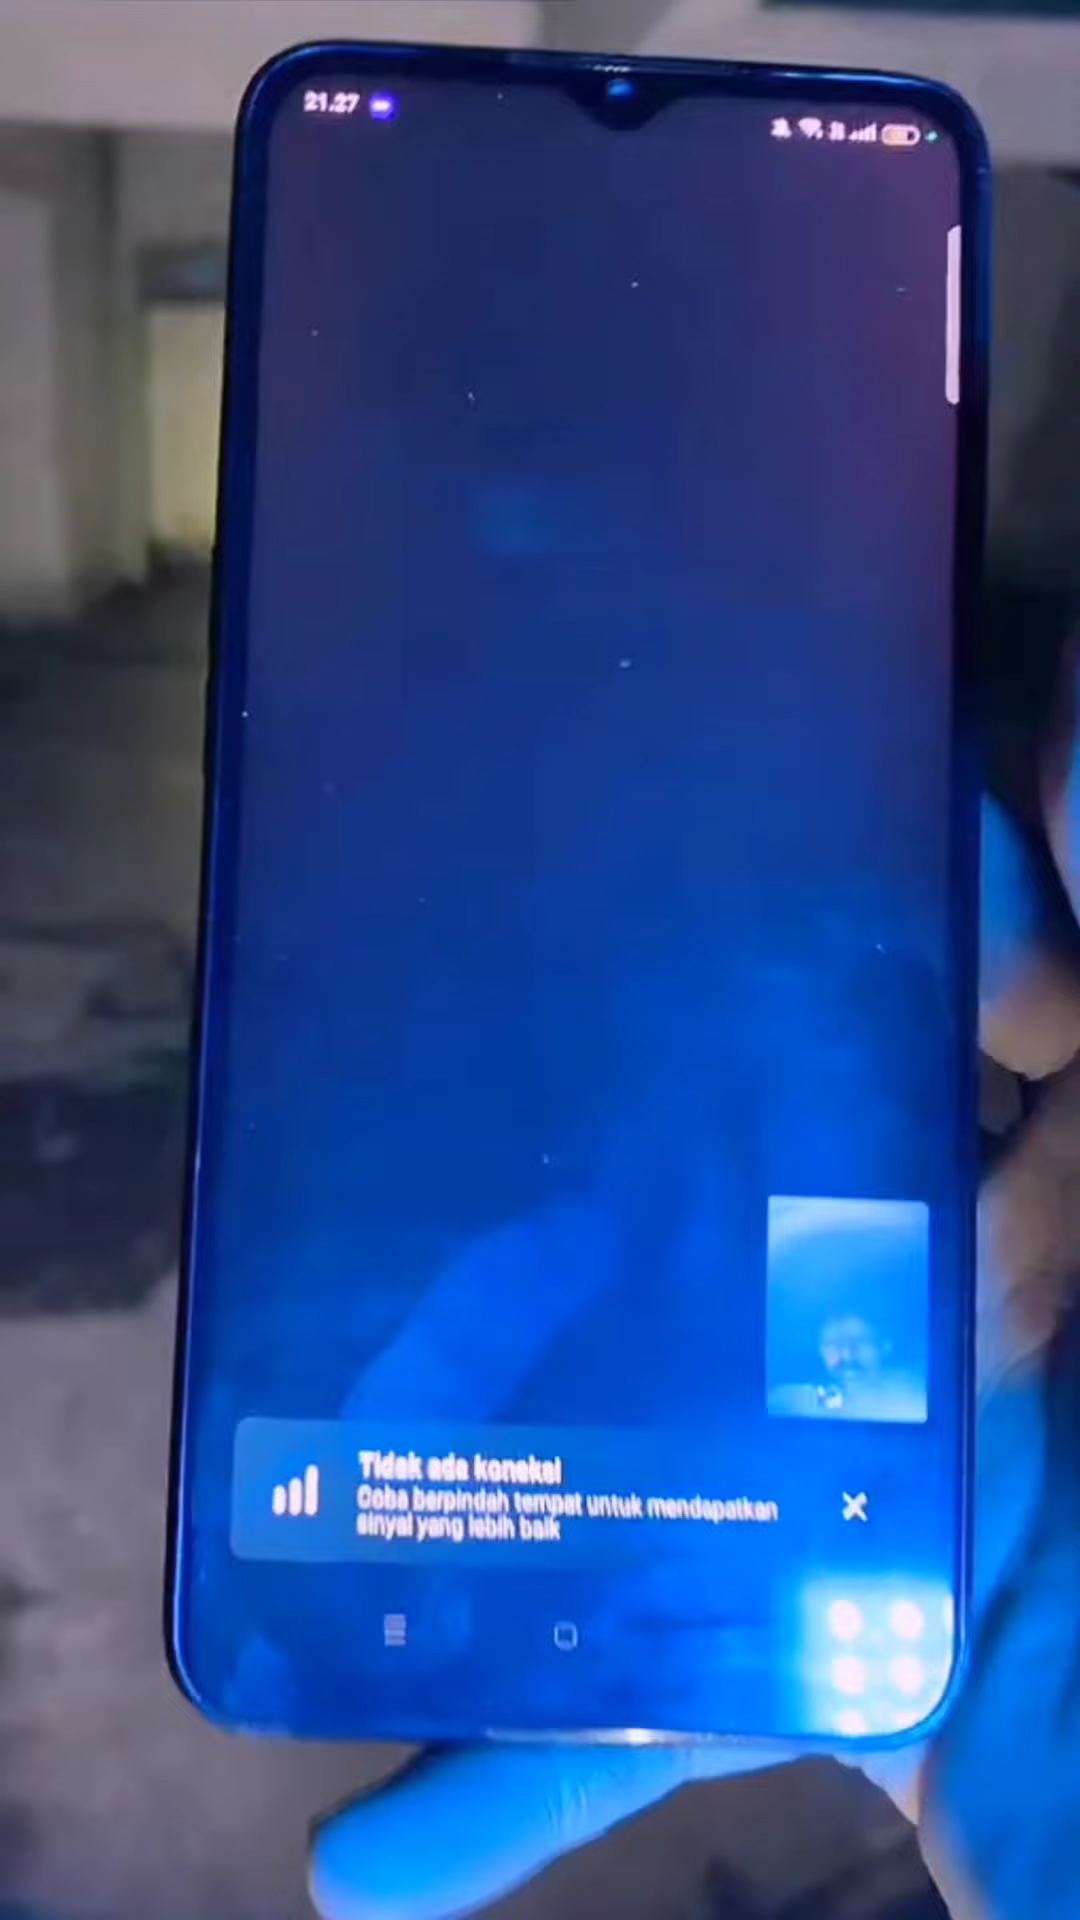 21.27
Tidak ada koneksi
Coba berpindah tempat untuk mendapatkan
sinyal yang lebih baik